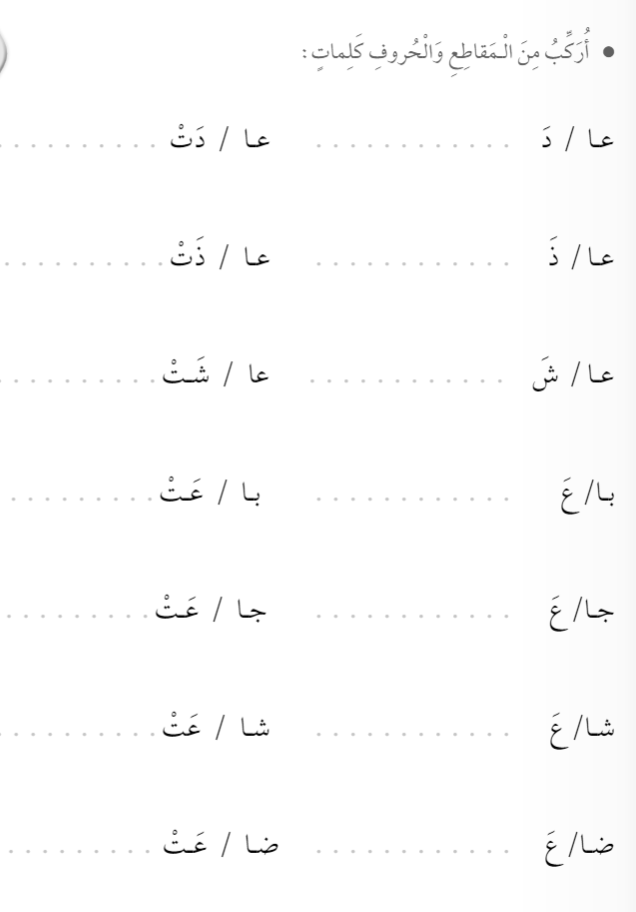 • أُرَكِّبُ مِنَ الْمَقاطِعِ وَالْحُروفِ كَلِماتٍ :
عا / دَ ............ عا / دَتْ ..........
عا / ذَ ............ عا / ذَتْ ..........
عا / شَ ............ عا / شَتْ ..........
با / عَ ............ با / عَتْ .........
جا / عَ ............ جا / عَتْ .........
شا / عَ ............ شا / عَتْ ..........
ضا / عَ ............ ضا / عَتْ .........